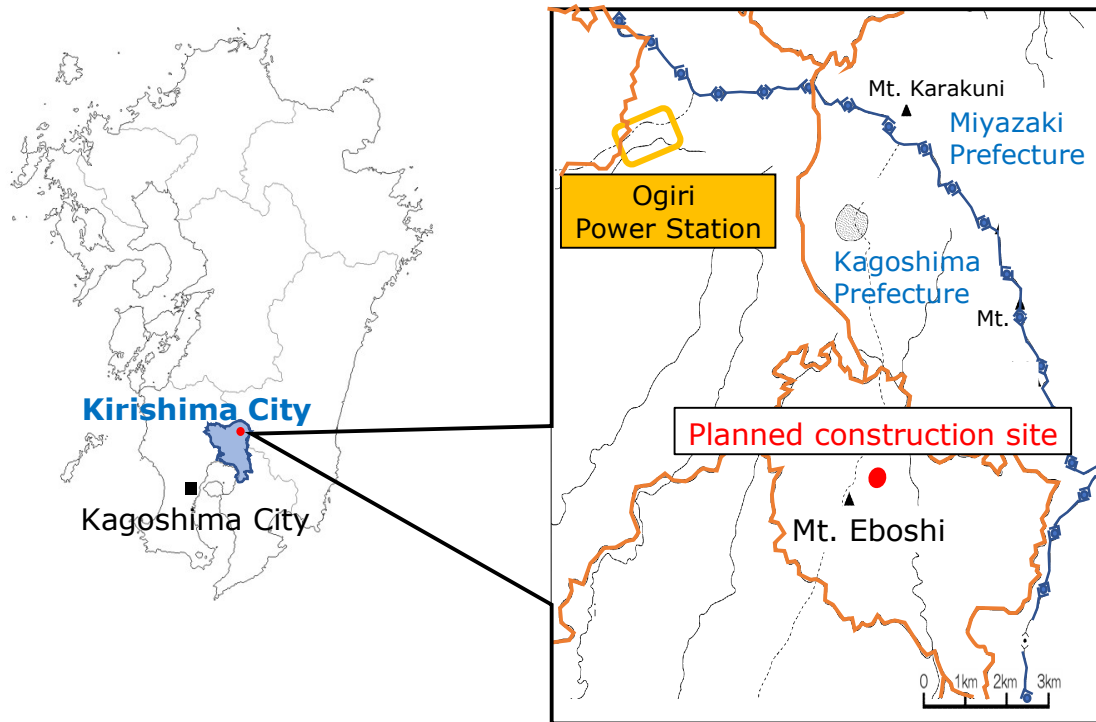 Kirishima City
Kagoshima City
Mt. Karakuni
Miyazaki
Prefecture
Ogiri
Power Station
Kagoshima
Prefecture
Mt.
Planned construction site
Mt. Eboshi
0 1km 2km 3km